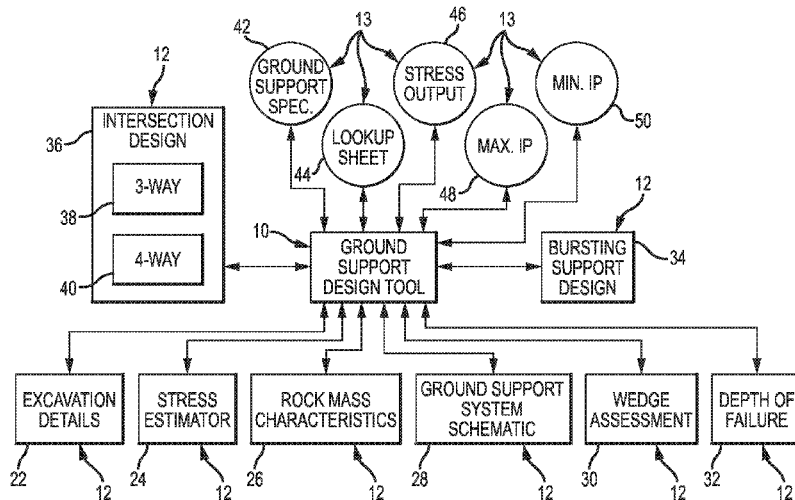 42
13
46
GROUND
SUPPORT
SPEC.
STRESS
OUTPUT
MIN. IP
50
12
36
INTERSECTION
DESIGN
LOOKUP
SHEET
44
MAX. IP
48
3-WAY
38
4-WAY
40
10
GROUND
SUPPORT
DESIGN TOOL
12
BURSTING
SUPPORT
DESIGN
34
EXCAVATION
DETAILS
STRESS
ESTIMATOR
ROCK MASS
CHARACTERISTICS
GROUND SUPPORT
SYSTEM
SCHEMATIC
WEDGE
ASSESSMENT
DEPTH OF
FAILURE
22
12
24
12
26
12
28
12
30
12
32
12